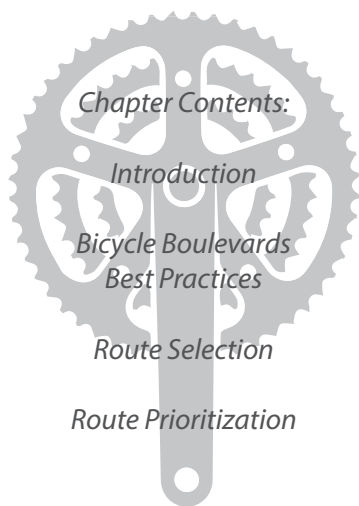 Chapter Contents:
Introduction
Bicycle Boulevards
Best Practices
Route Selection
Route Prioritization